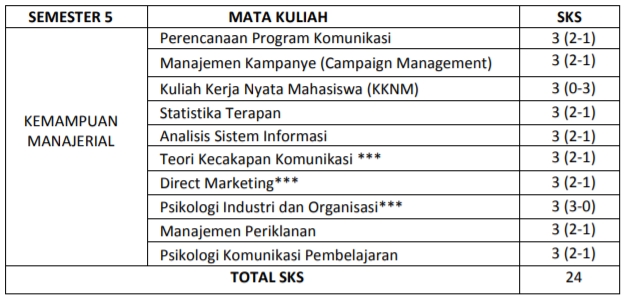 SEMESTER 5 MATA KULIAH SKS
KEMAMPUAN MANAJERIAL
Perencanaan Program Komunikasi 3 (2-1)
Manajemen Kampanye (Campaign Management) 3 (2-1)
Kuliah Kerja Nyata Mahasiswa (KKNM) 3 (0-3)
Statistika Terapan 3 (2-1)
Analisis Sistem Informasi 3 (2-1)
Teori Kecakapan Komunikasi *** 3 (2-1)
Direct Marketing*** 3 (2-1)
Psikologi Industri dan Organisasi*** 3 (3-0)
Manajemen Periklanan 3 (2-1)
Psikologi Komunikasi Pembelajaran 3 (2-1)
TOTAL SKS 24